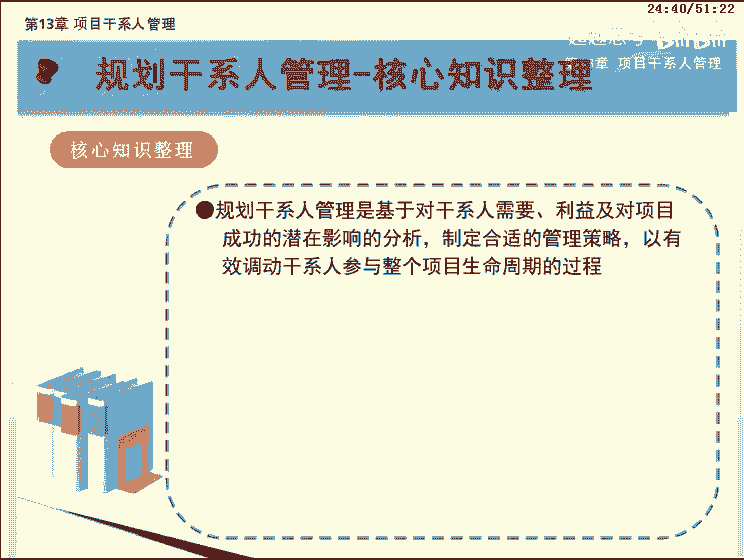 24:40/51:22
第13章 项目干系人管理
规划干系人管理-核心知识整理
项目干系人管理
核心知识整理
●规划干系人管理是基于对干系人需要、利益及对项目
成功的潜在影响的分析，制定合适的管理策略，以有
效调动干系人参与整个项目生命周期的过程